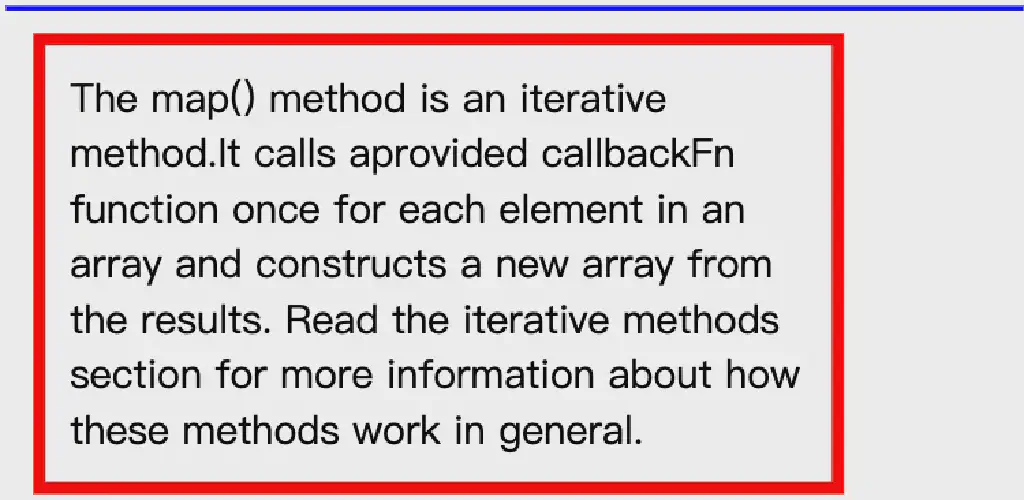 The map() method is an iterative
method.It calls aprovided callbackFn
function once for each element in an
array and constructs a new array from
the results. Read the iterative methods
section for more information about how
these methods work in general.